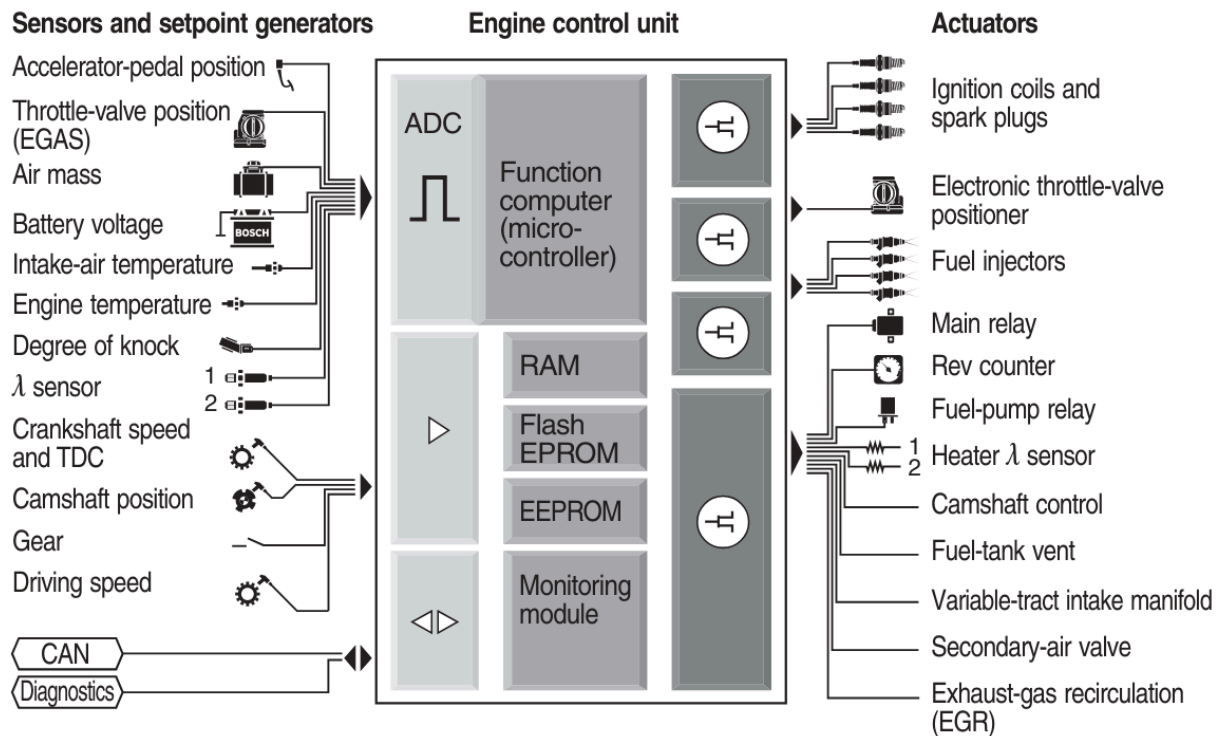 Sensors and setpoint generators
Engine control unit
Actuators
Accelerator-pedal position
Throttle-valve position
(EGAS)
Air mass
Battery voltage
BOSCH
Intake-air temperature
Engine temperature
Degree of knock
λ sensor
1
2
Crankshaft speed
and TDC
Camshaft position
Gear
Driving speed
CAN
Diagnostics
ADC
Function
computer
(micro-
controller)
RAM
Flash
EPROM
EEPROM
Monitoring
module
Ignition coils and
spark plugs
Electronic throttle-valve
positioner
Fuel injectors
Main relay
Rev counter
Fuel-pump relay
1
2
Heater λ sensor
Camshaft control
Fuel-tank vent
Variable-tract intake manifold
Secondary-air valve
Exhaust-gas recirculation
(EGR)